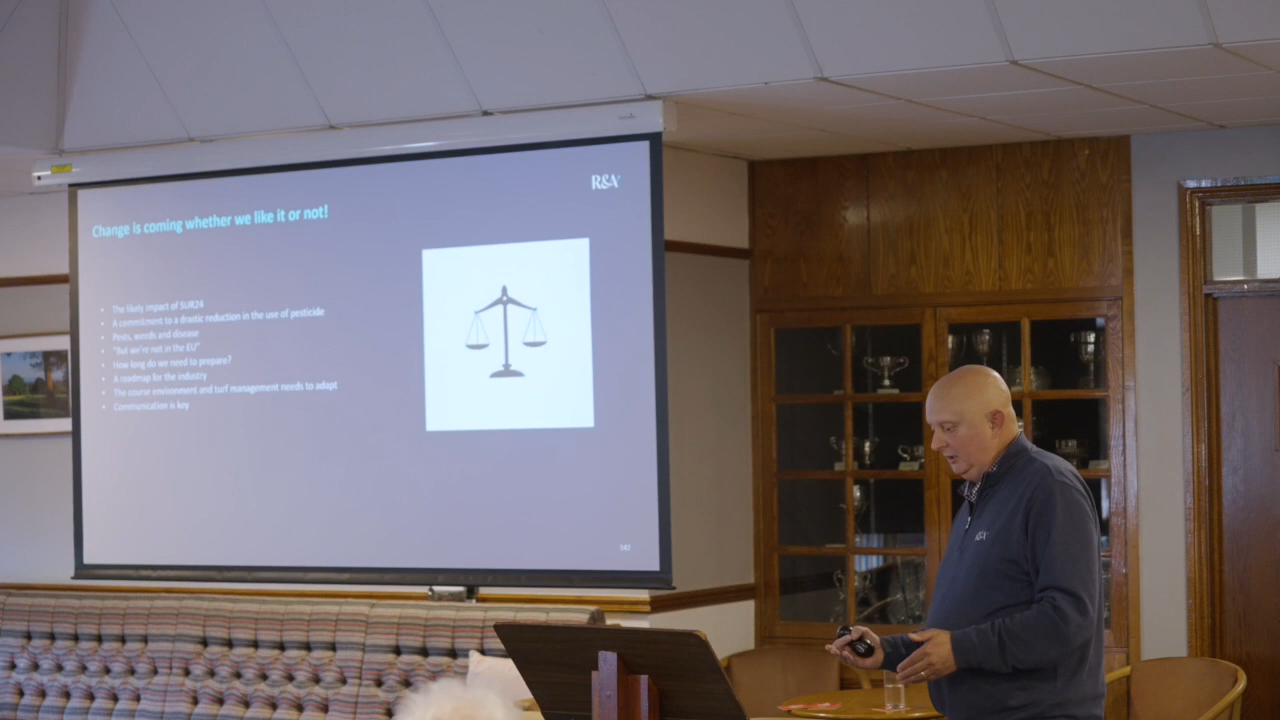 R&A
Change is coming whether we like it or not!
• The likely impact of SUR24
• A commitment to a drastic reduction in the use of pesticide
• Pests, weeds and disease
• "But we're not in the EU"
• How long do we need to prepare?
• A roadmap for the industry
• The course environment and turf management needs to adapt
• Communication is key
R&A